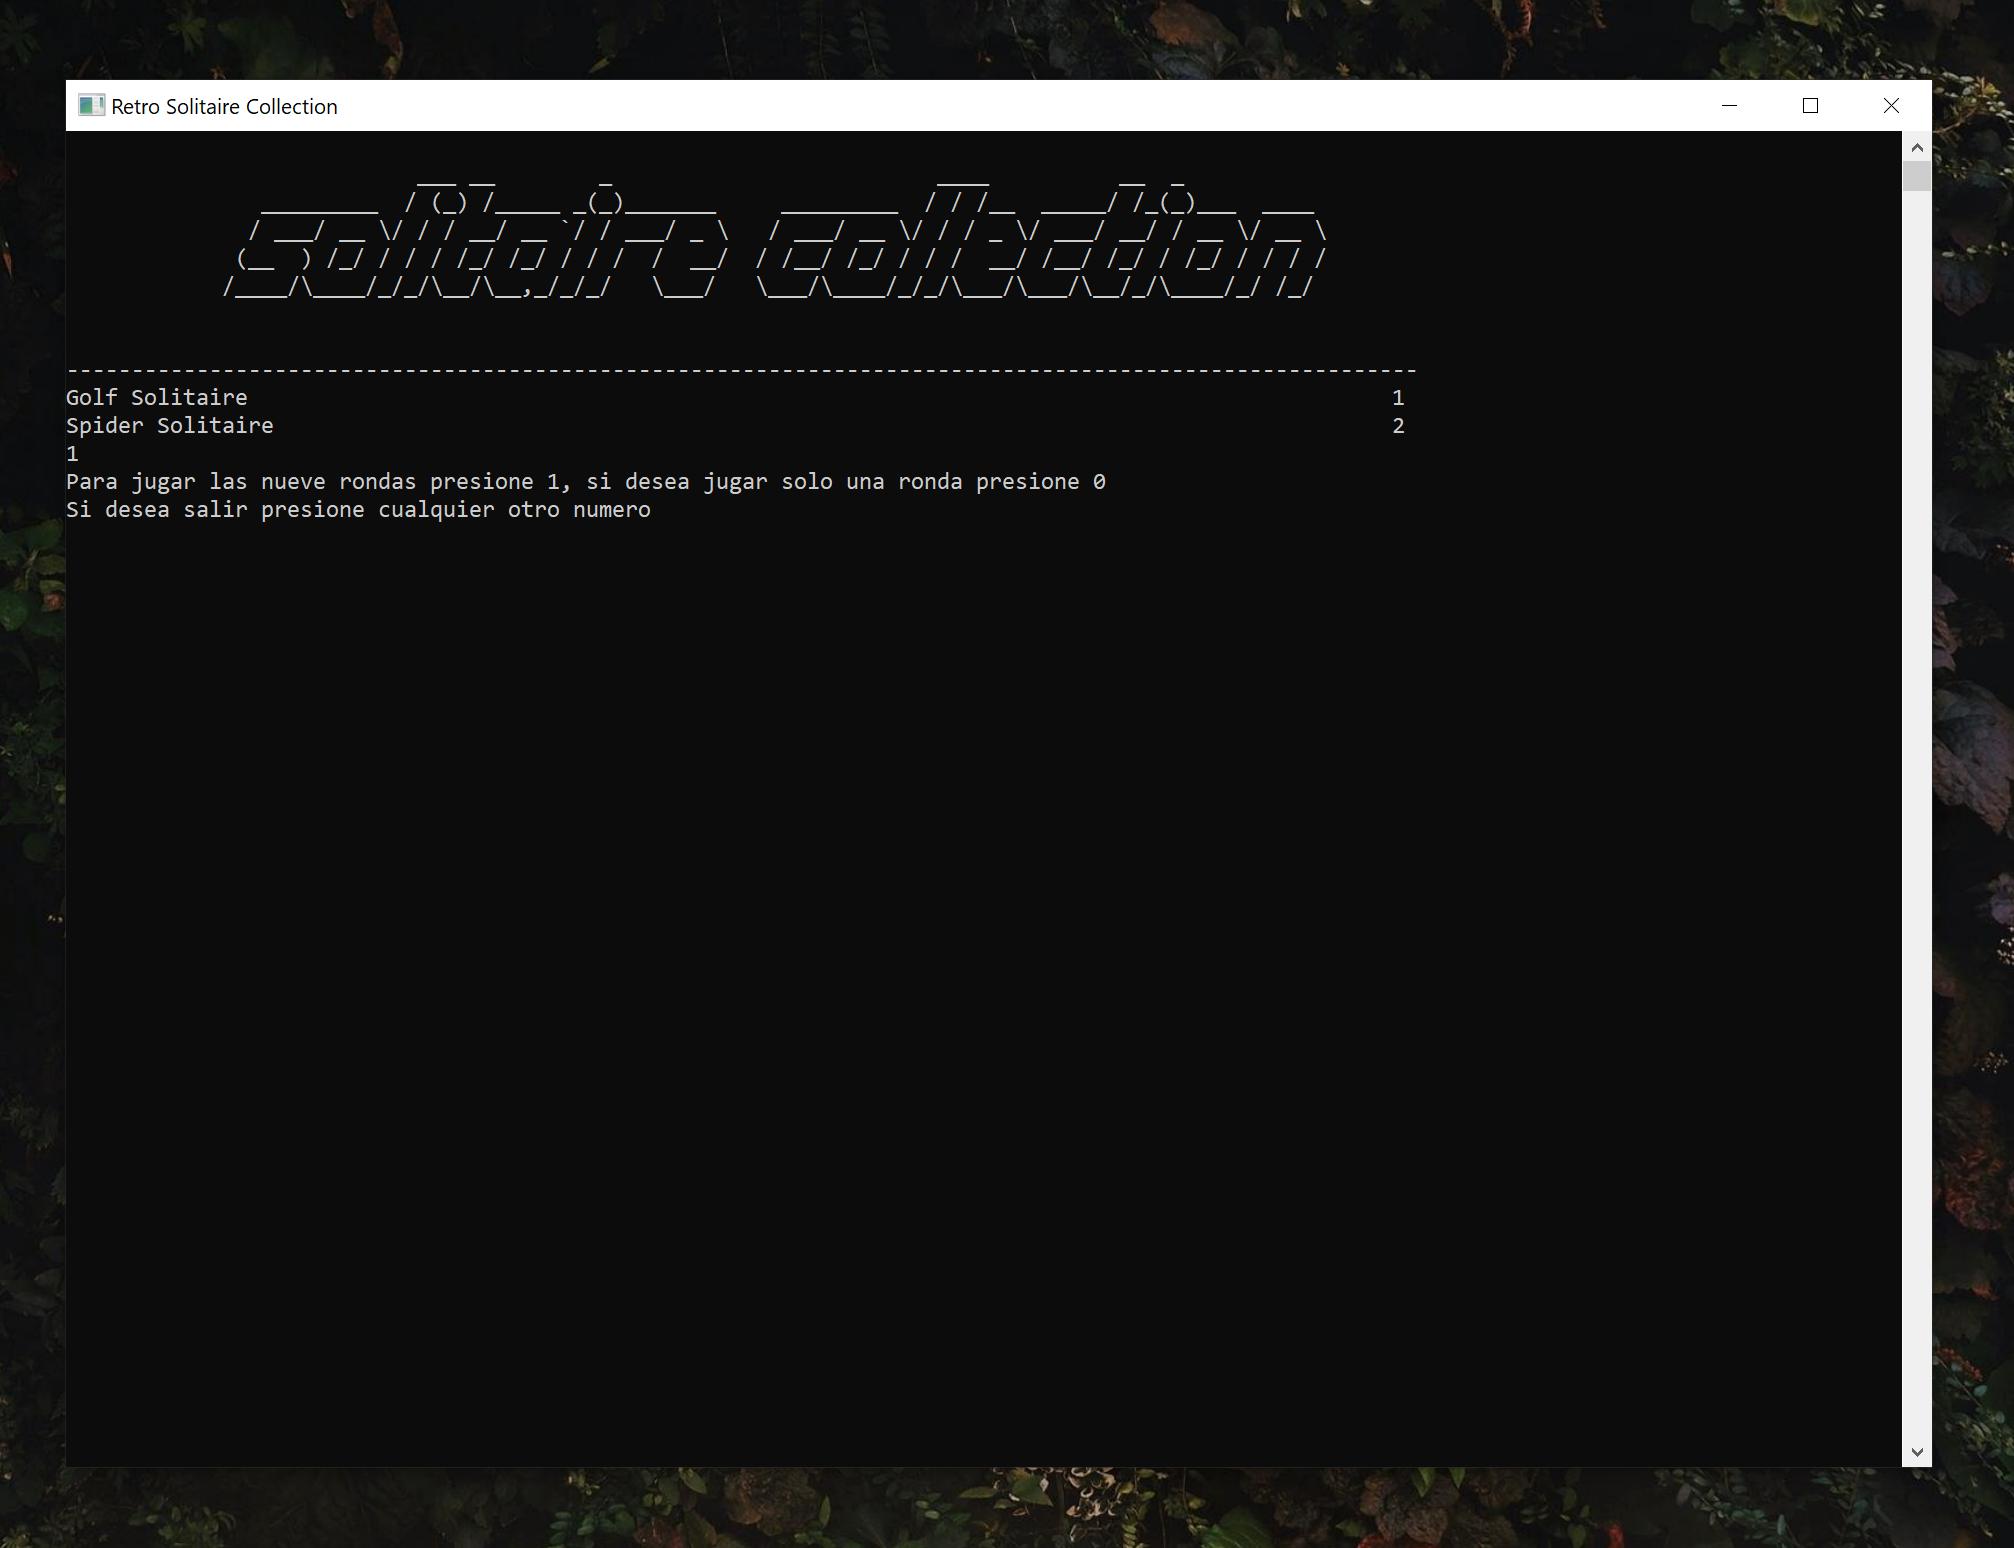 Retro Solitaire Collection
solitaire collection
--------------------------------------------------------------------------------------------------------
Golf Solitaire 1
Spider Solitaire 2
1
Para jugar las nueve rondas presione 1, si desea jugar solo una ronda presione 0
Si desea salir presione cualquier otro numero